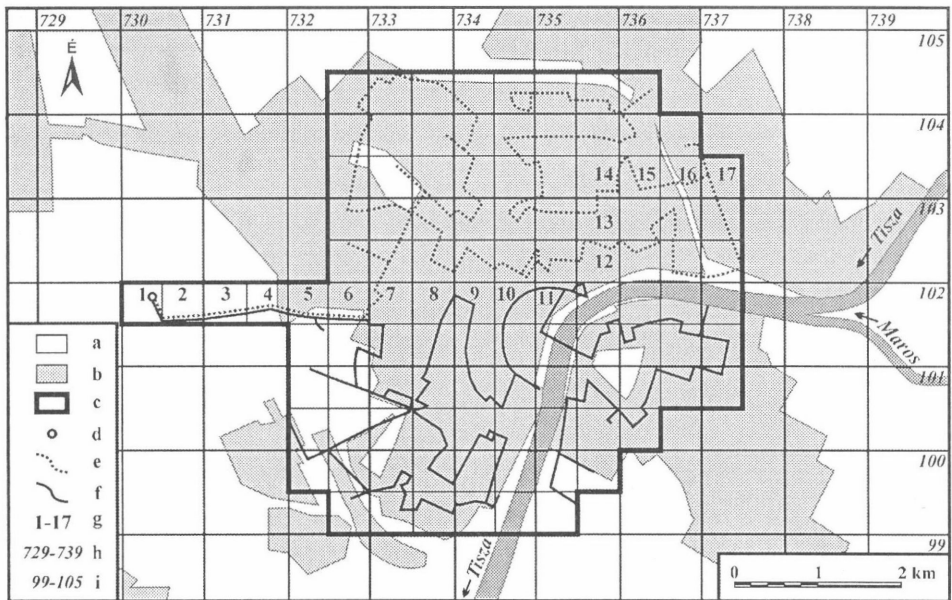 729 730 731 732 733 734 735 736 737 738 739
105
É
104
14 15 16 17
103
13
Tisza
12
102
1 2 3 4 5 6 7 8 9 10 11
Maros
a
101
b
c
d
100
e
f
1-17 g
729-739 h
99
99-105 i
Tisza
0 1 2 km